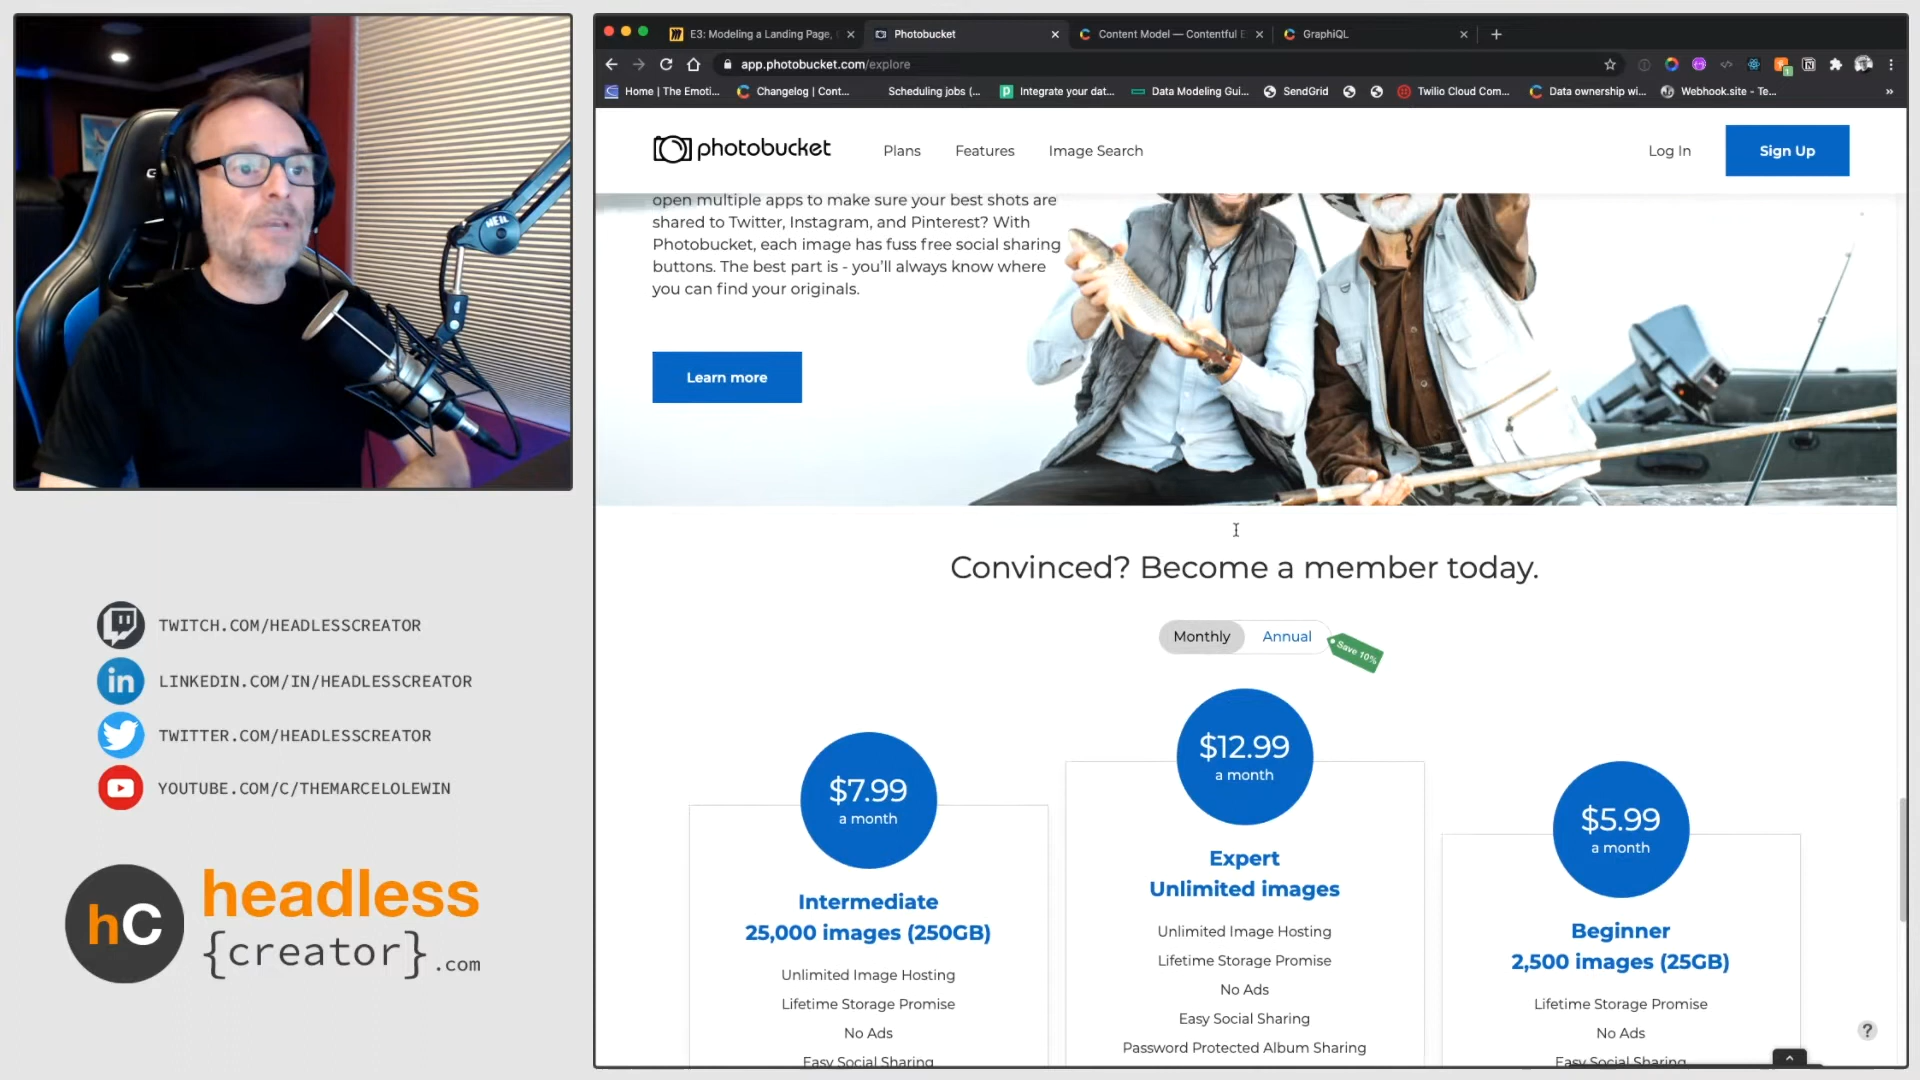 E3: Modeling a Landing Page,
Photobucket
Content Model — Contentful
GraphiQL
app.photobucket.com/explore
Home | The Emoti...
Changelog | Cont...
Scheduling jobs (...
Integrate your dat...
Data Modeling Gui...
SendGrid
Twilio Cloud Com...
Data ownership wi...
Webhook.site - Te...
photobucket
Plans
Features
Image Search
Log In
Sign Up
open multiple apps to make sure your best shots are
shared to Twitter, Instagram, and Pinterest? With
Photobucket, each image has fuss free social sharing
buttons. The best part is - you'll always know where
you can find your originals.
Learn more
Convinced? Become a member today.
Monthly
Annual
Save 10%
$7.99
a month
Intermediate
25,000 images (250GB)
Unlimited Image Hosting
Lifetime Storage Promise
No Ads
Easy Social Sharing
$12.99
a month
Expert
Unlimited images
Unlimited Image Hosting
Lifetime Storage Promise
No Ads
Easy Social Sharing
Password Protected Album Sharing
$5.99
a month
Beginner
2,500 images (25GB)
Lifetime Storage Promise
No Ads
Easy Social Sharing
?
HEIL
TWITCH.COM/HEADLESSCREATOR
in
LINKEDIN.COM/IN/HEADLESSCREATOR
TWITTER.COM/HEADLESSCREATOR
YOUTUBE.COM/C/THEMARCELOLEWIN
hC
headless
{creator}.com